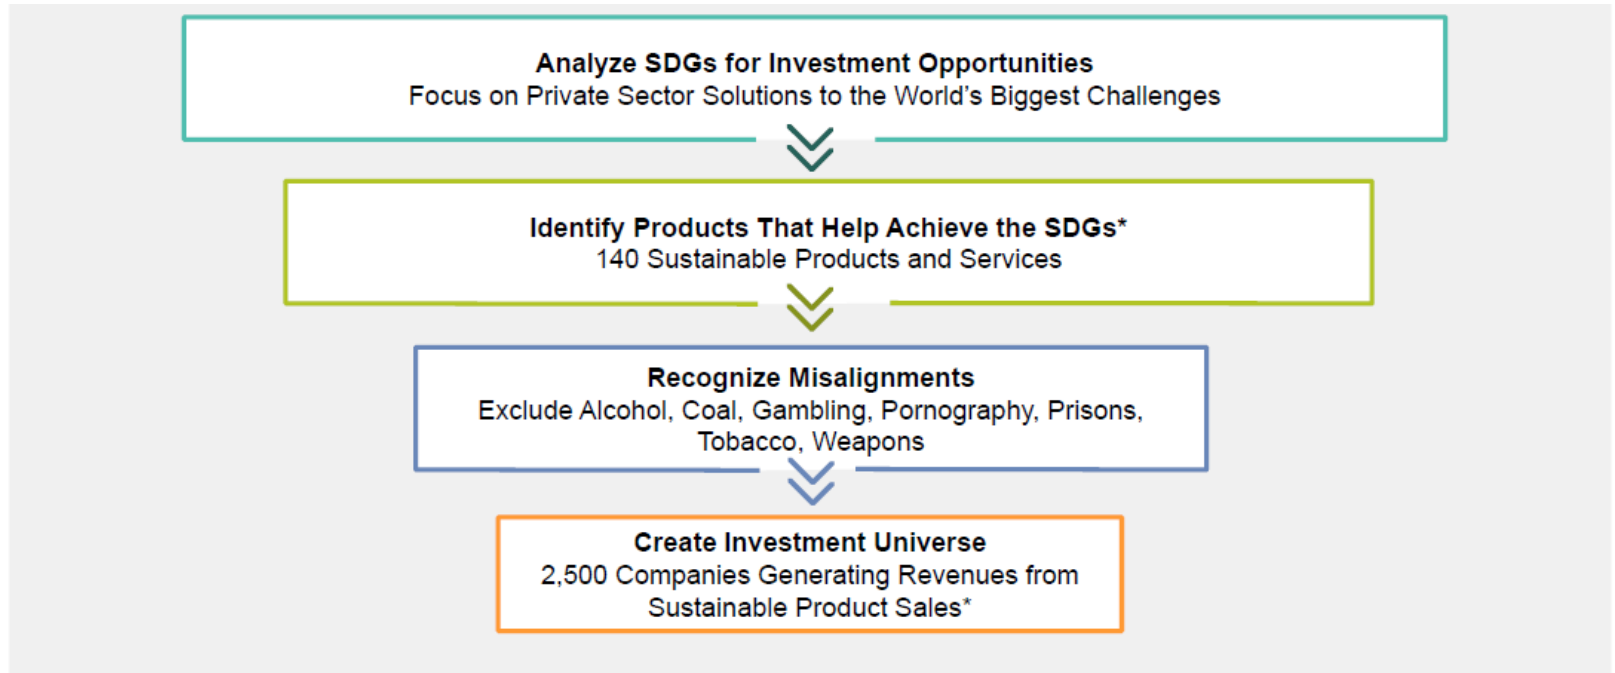 Analyze SDGs for Investment Opportunities
Focus on Private Sector Solutions to the World's Biggest Challenges
Identify Products That Help Achieve the SDGs*
140 Sustainable Products and Services
Recognize Misalignments
Exclude Alcohol, Coal, Gambling, Pornography, Prisons,
Tobacco, Weapons
Create Investment Universe
2,500 Companies Generating Revenues from
Sustainable Product Sales*